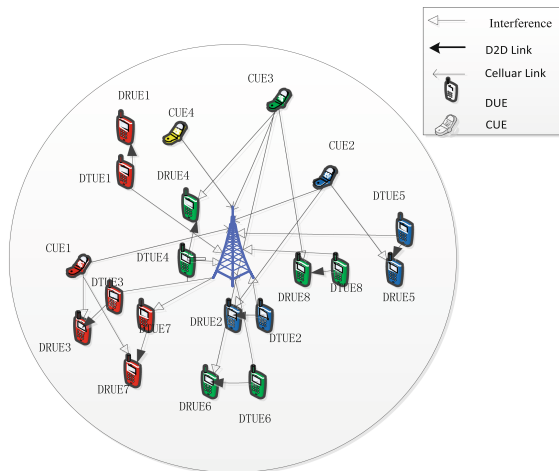 Interference
D2D Link
Celluar Link
DUE
CUE
CUE3
DRUE1
CUE4
CUE2
DTUE1
DRUE4
DTUE5
CUE1
DTUE4
DTUE3
DRUE8
DTUE8
DRUE5
DTUE7
DRUE2
DTUE2
DRUE3
DRUE7
DRUE6
DTUE6